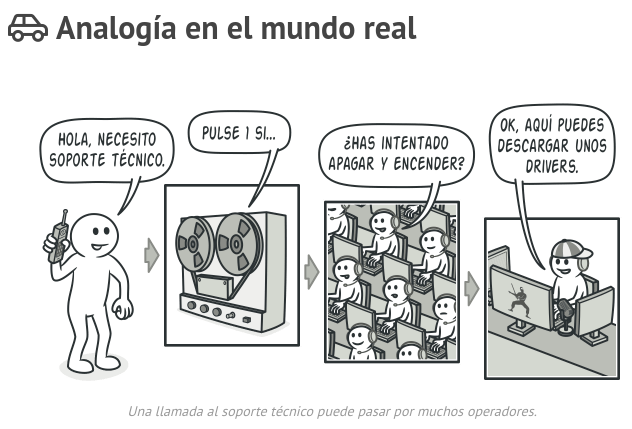 Analogía en el mundo real
HOLA, NECESITO
SOPORTE TÉCNICO.
PULSE 1 SI...
¿HAS INTENTADO
APAGAR Y ENCENDER?
OK, AQUÍ PUEDES
DESCARGAR UNOS
DRIVERS.
Una llamada al soporte técnico puede pasar por muchos operadores.